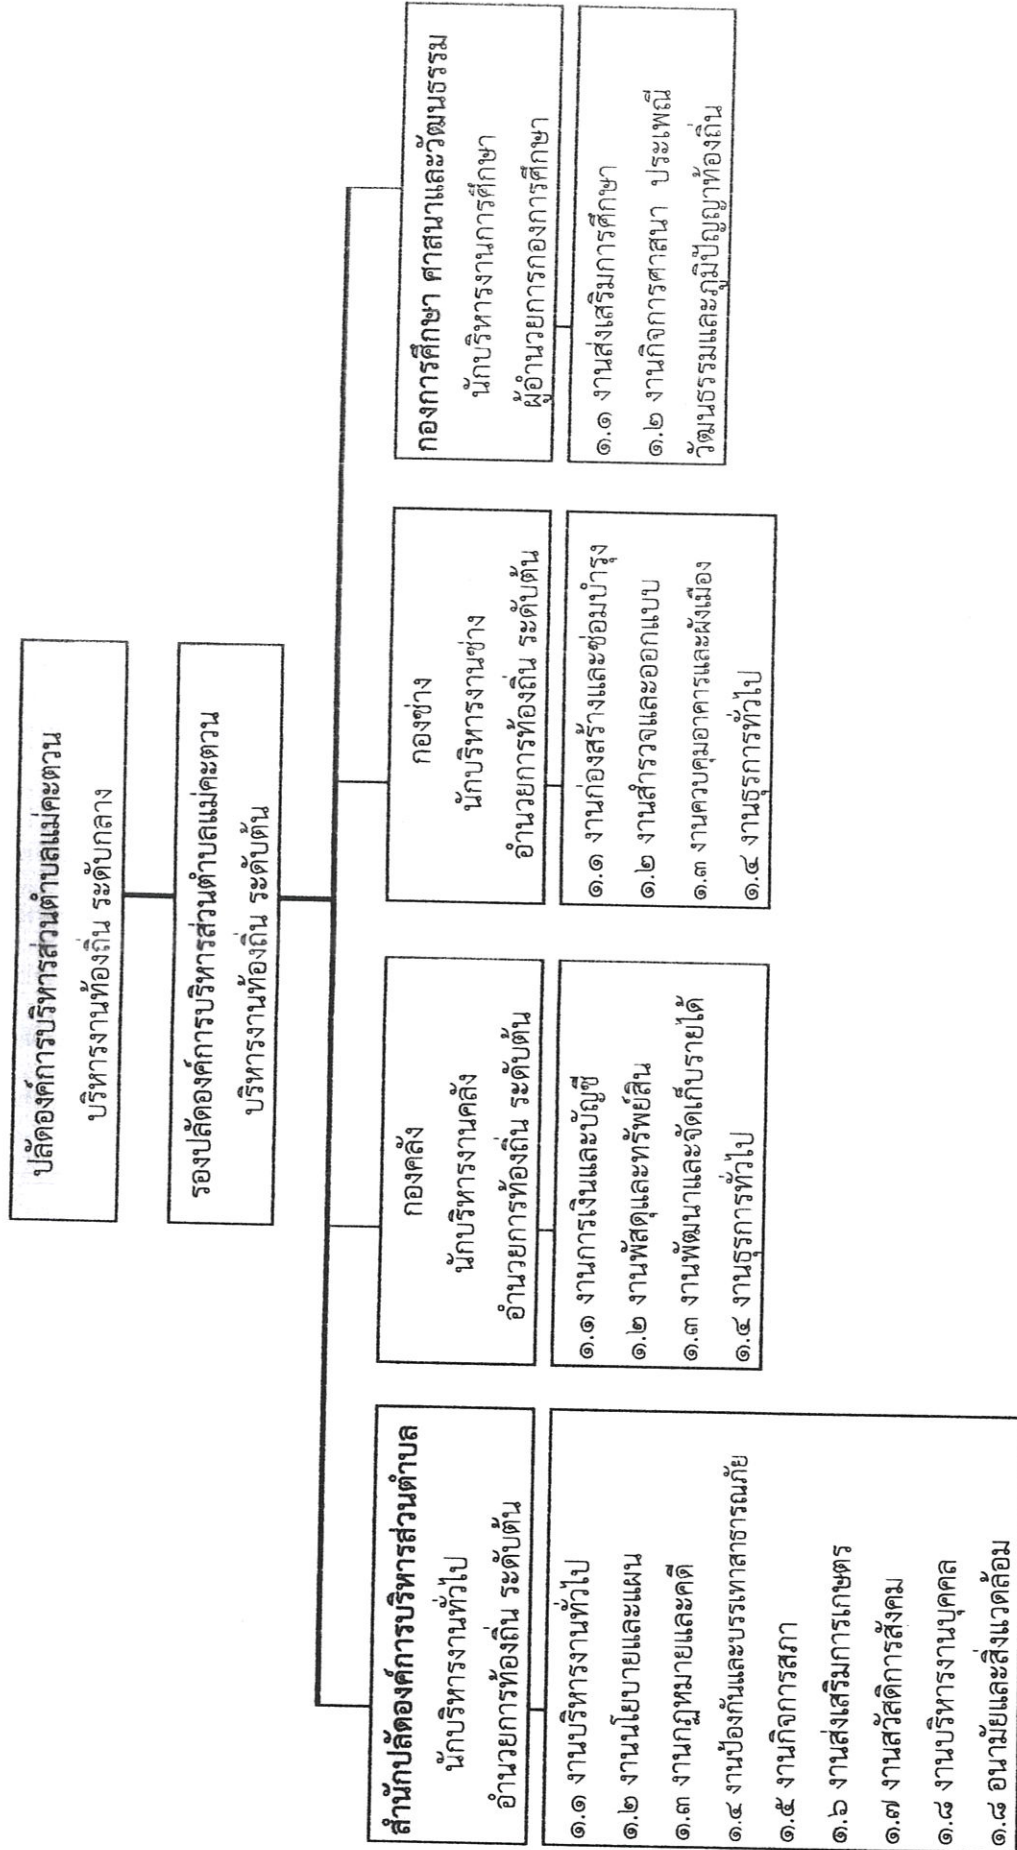 ปลัดองค์การบริหารส่วนตำบลแม่คะตวน
บริหารงานท้องถิ่น ระดับกลาง
รองปลัดองค์การบริหารส่วนตำบลแม่คะตวน
บริหารงานท้องถิ่น ระดับต้น
สำนักปลัดองค์การบริหารส่วนตำบล
นักบริหารงานทั่วไป
อำนวยการท้องถิ่น ระดับต้น
๑.๑ งานบริหารงานทั่วไป
๑.๒ งานนโยบายและแผน
๑.๓ งานกฎหมายและคดี
๑.๔ งานป้องกันและบรรเทาสาธารณภัย
๑.๕ งานกิจการสภา
๑.๖ งานส่งเสริมการเกษตร
๑.๗ งานสวัสดิการสังคม
๑.๘ งานบริหารงานบุคคล
๑.๘ อนามัยและสิ่งแวดล้อม
กองคลัง
นักบริหารงานคลัง
อำนวยการท้องถิ่น ระดับต้น
๑.๑ งานการเงินและบัญชี
๑.๒ งานพัสดุและทรัพย์สิน
๑.๓ งานพัฒนาและจัดเก็บรายได้
๑.๔ งานธุรการทั่วไป
กองช่าง
นักบริหารงานช่าง
อำนวยการท้องถิ่น ระดับต้น
๑.๑ งานก่องสร้างและซ่อมบำรุง
๑.๒ งานสำรวจและออกแบบ
๑.๓ งานควบคุมอาคารและผังเมือง
๑.๔ งานธุรการทั่วไป
กองการศึกษา ศาสนาและวัฒนธรรม
นักบริหารงานการศึกษา
ผู้อำนวยการกองการศึกษา
๑.๑ งานส่งเสริมการศึกษา
๑.๒ งานกิจการศาสนา ประเพณี
วัฒนธรรมและภูมิปัญญาท้องถิ่น